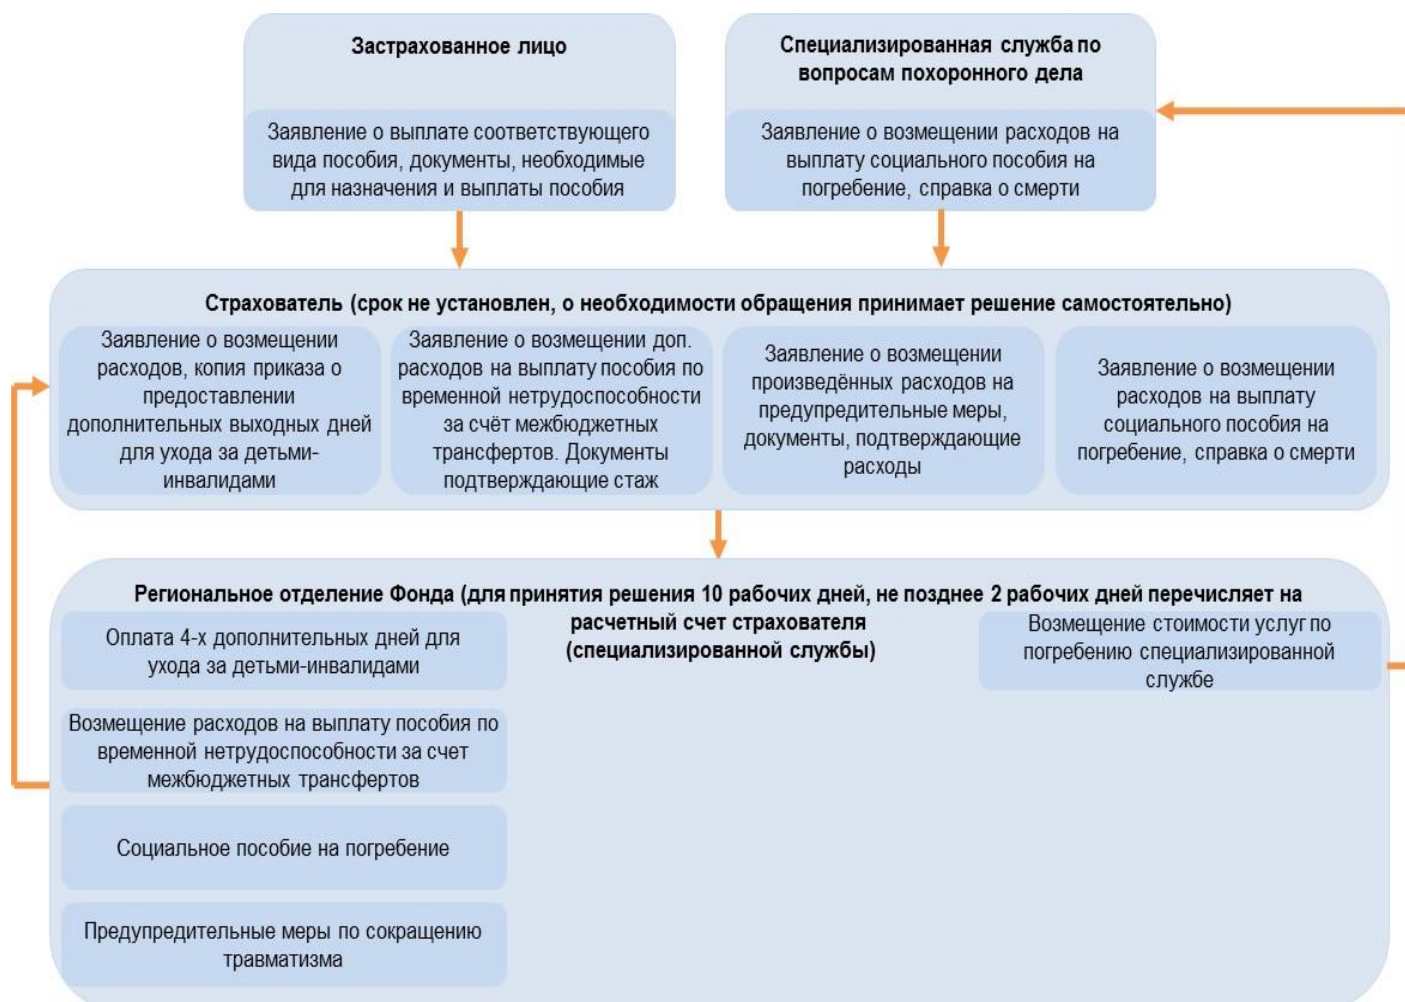 Застрахованное лицо
Заявление о выплате соответствующего
вида пособия, документы, необходимые
для назначения и выплаты пособия
Специализированная служба по
вопросам похоронного дела
Заявление о возмещении расходов на
выплату социального пособия на
погребение, справка о смерти
Страхователь (срок не установлен, о необходимости обращения принимает решение самостоятельно)
Заявление о возмещении
расходов, копия приказа о
предоставлении
дополнительных выходных дней
для ухода за детьми-
инвалидами
Заявление о возмещении доп.
расходов на выплату пособия по
временной нетрудоспособности
за счёт межбюджетных
трансфертов. Документы
подтверждающие стаж
Заявление о возмещении
произведённых расходов на
предупредительные меры,
документы, подтверждающие
расходы
Заявление о возмещении
расходов на выплату
социального пособия на
погребение, справка о смерти
Региональное отделение Фонда (для принятия решения 10 рабочих дней, не позднее 2 рабочих дней перечисляет на
расчетный счет страхователя
(специализированной службы)
Оплата 4-х дополнительных дней для
ухода за детьми-инвалидами
Возмещение расходов на выплату пособия по
временной нетрудоспособности за счет
межбюджетных трансфертов
Социальное пособие на погребение
Предупредительные меры по сокращению
травматизма
Возмещение стоимости услуг по
погребению специализированной
службе